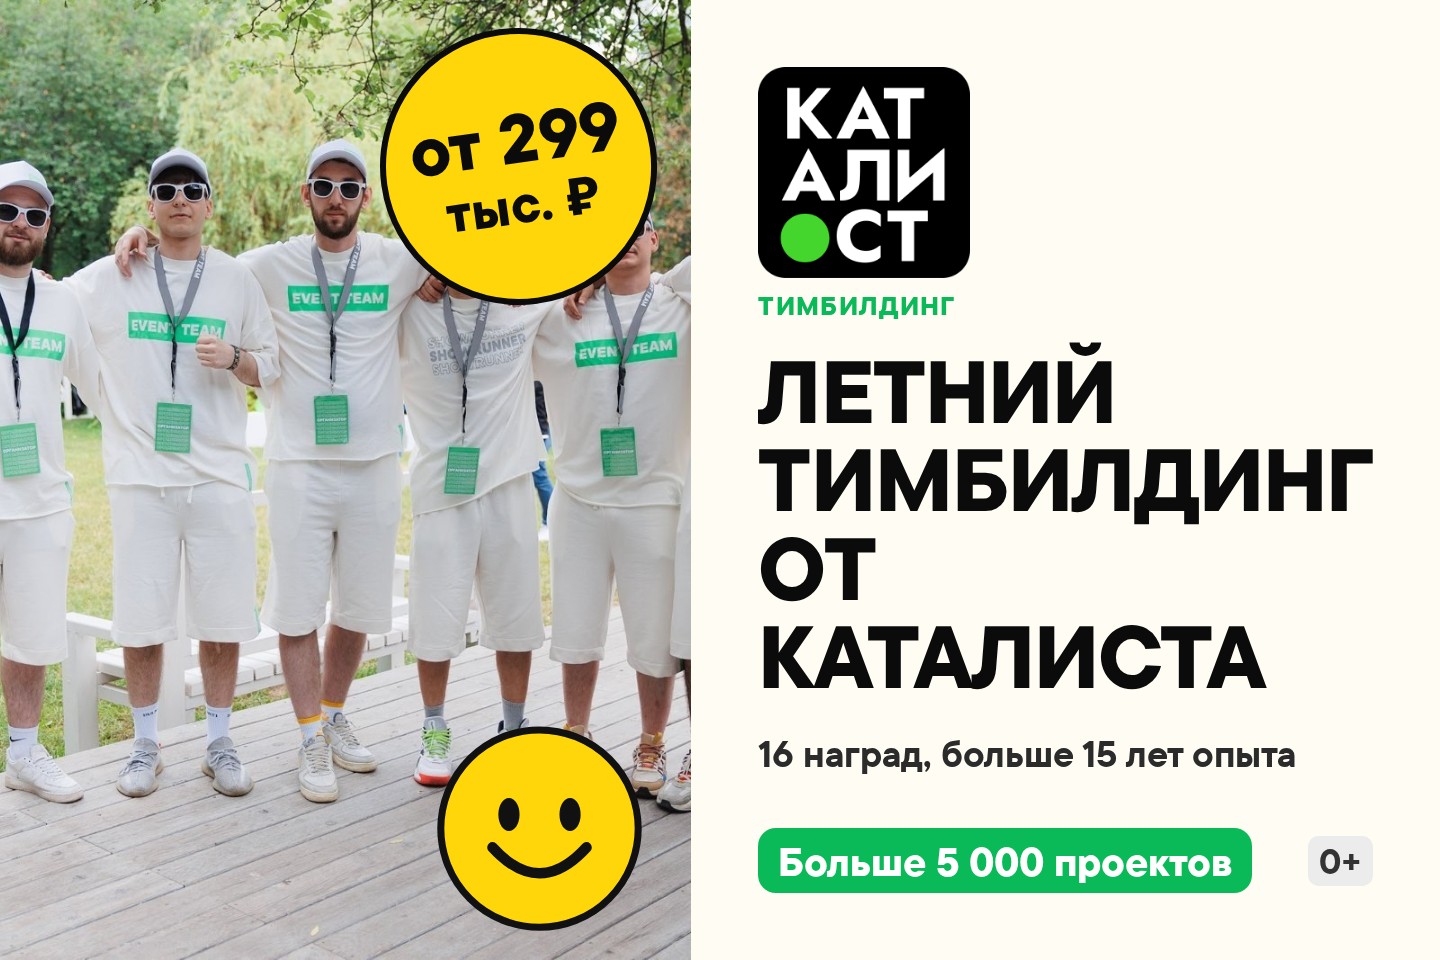 от 299
тыс. ₽
EVENT TEAM
EVENT TEAM
EVENT TEAM
SHOWRUNNER
EVENT TEAM
КАТ
АЛИ
СТ
ТИМБИЛДИНГ
ЛЕТНИЙ
ТИМБИЛДИНГ
ОТ
КАТАЛИСТА
16 наград, больше 15 лет опыта
Больше 5 000 проектов
0+